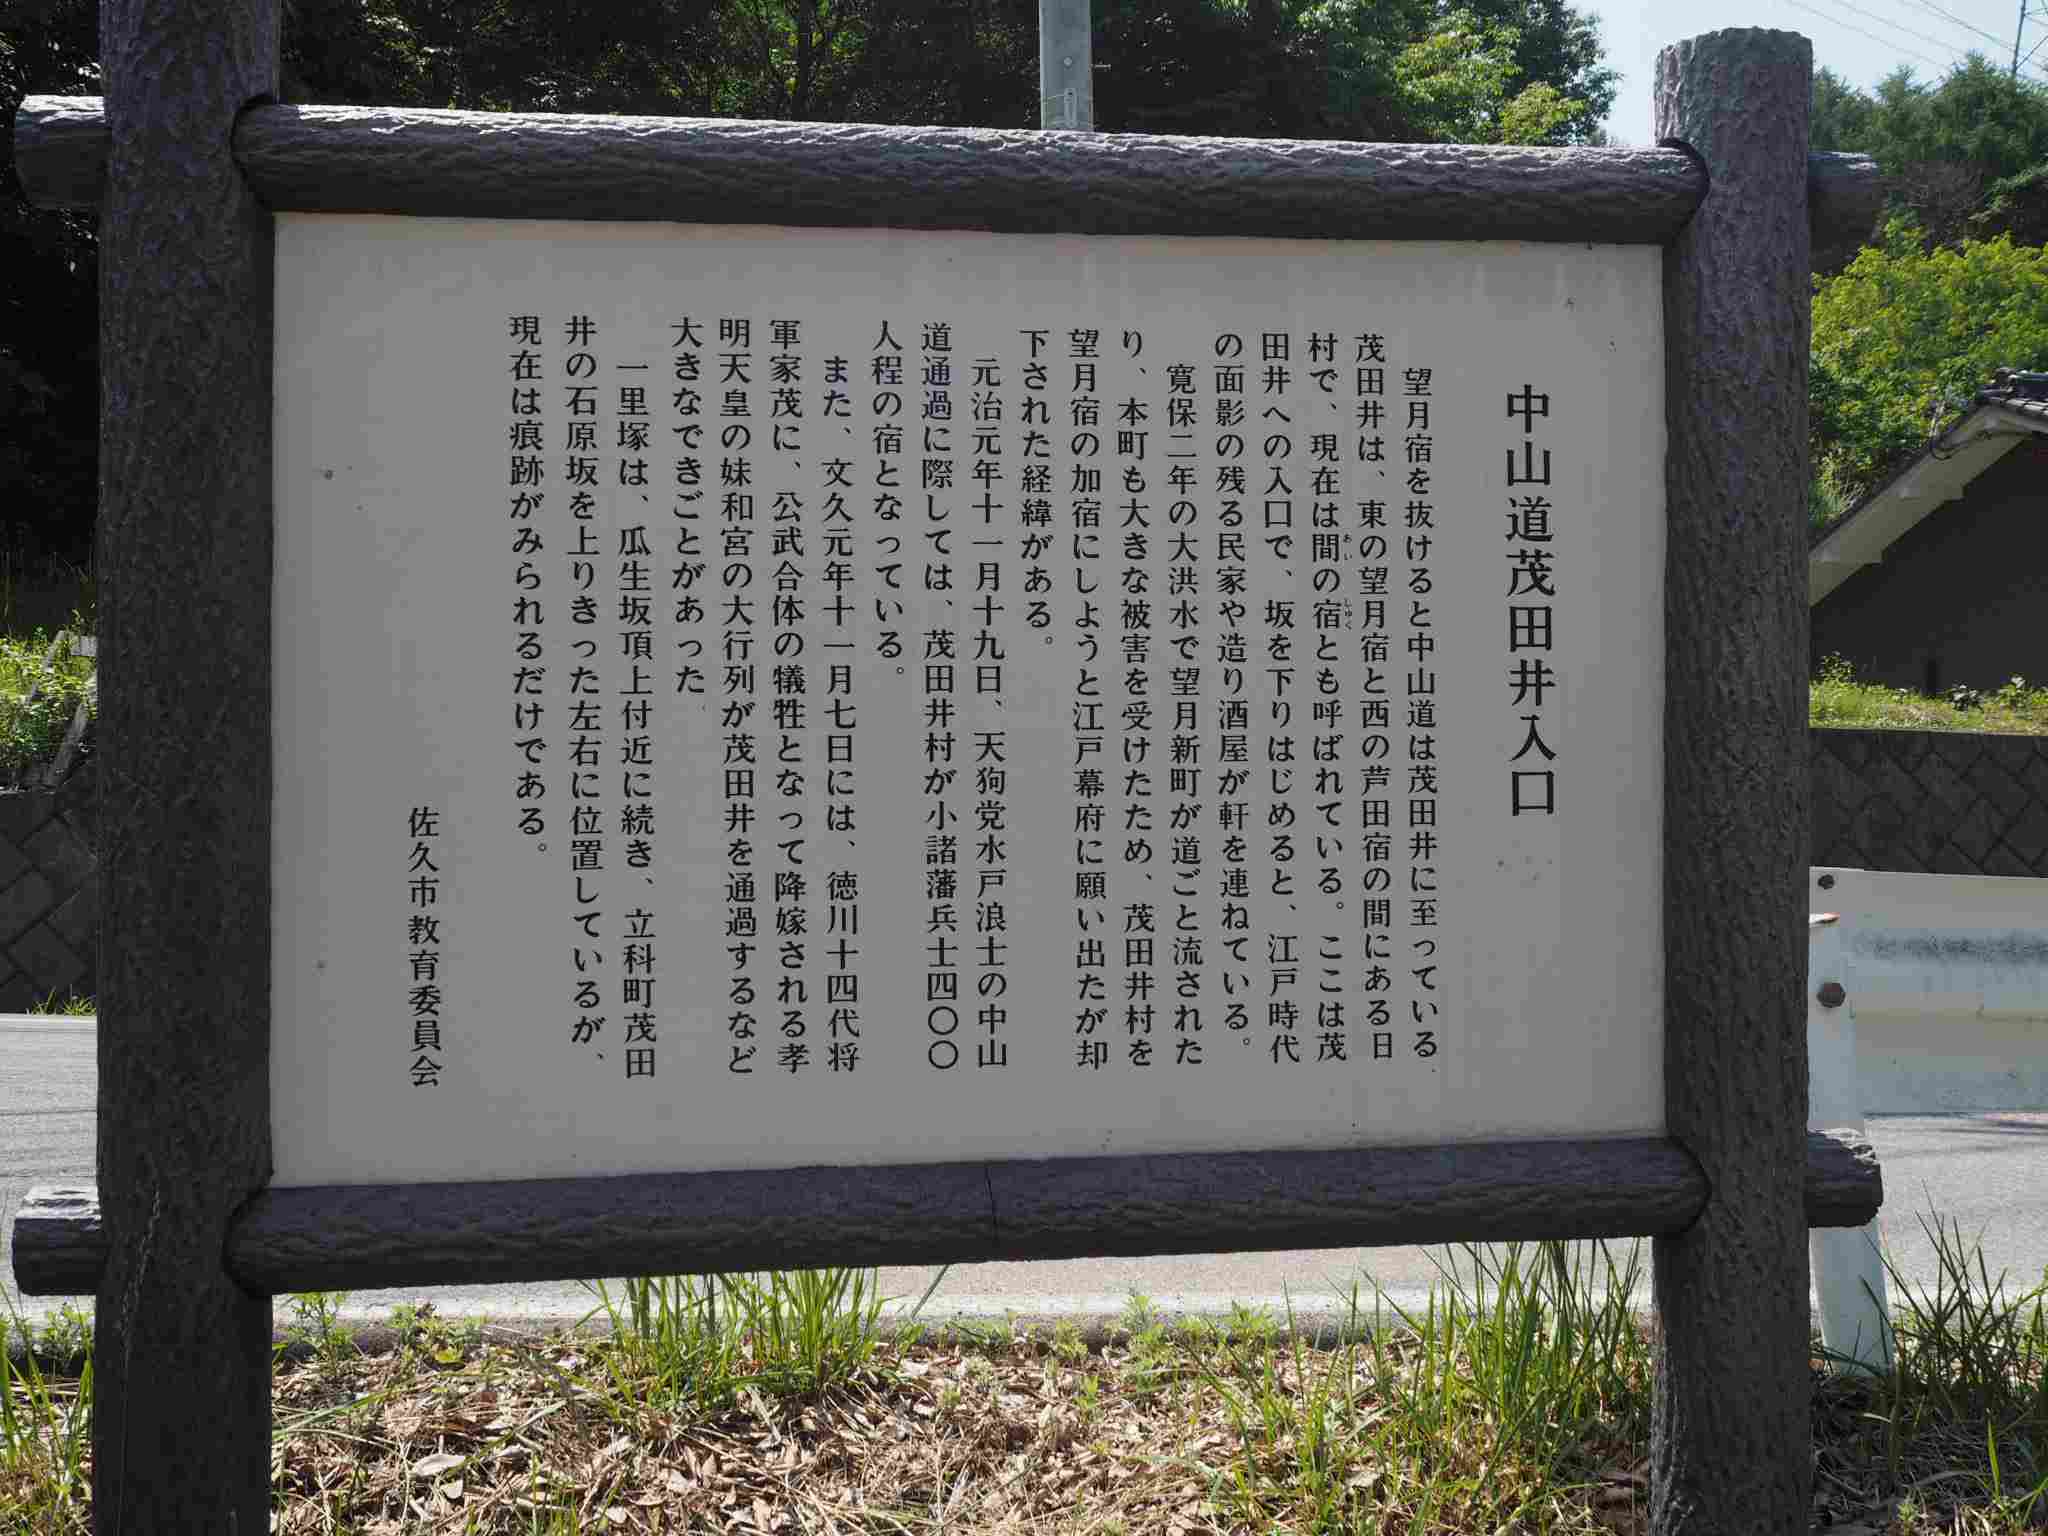 中山道茂田井入口
望月宿を抜けると中山道は茂田井に至っている
茂田井は、東の望月宿と西の芦田宿の間にある日
村で、現在は間の宿とも呼ばれている。ここは茂
田井への入口で、坂を下りはじめると、江戸時代
の面影の残る民家や造り酒屋が軒を連ねている。
寛保二年の大洪水で望月新町が道ごと流された
り、本町も大きな被害を受けたため、茂田井村を
望月宿の加宿にしようと江戸幕府に願い出たが却
下された経緯がある。
元治元年十一月十九日、天狗党水戸浪士の中山
道通過に際しては、茂田井村が小諸藩兵士四〇〇
人程の宿となっている。
また、文久元年十一月七日には、徳川十四代将
軍家茂に、公武合体の犠牲となって降嫁される孝
明天皇の妹和宮の大行列が茂田井を通過するなど
大きなできごとがあった
一里塚は、瓜生坂頂上付近に続き、立科町茂田
井の石原坂を上りきった左右に位置しているが、
現在は痕跡がみられるだけである。
佐久市教育委員会